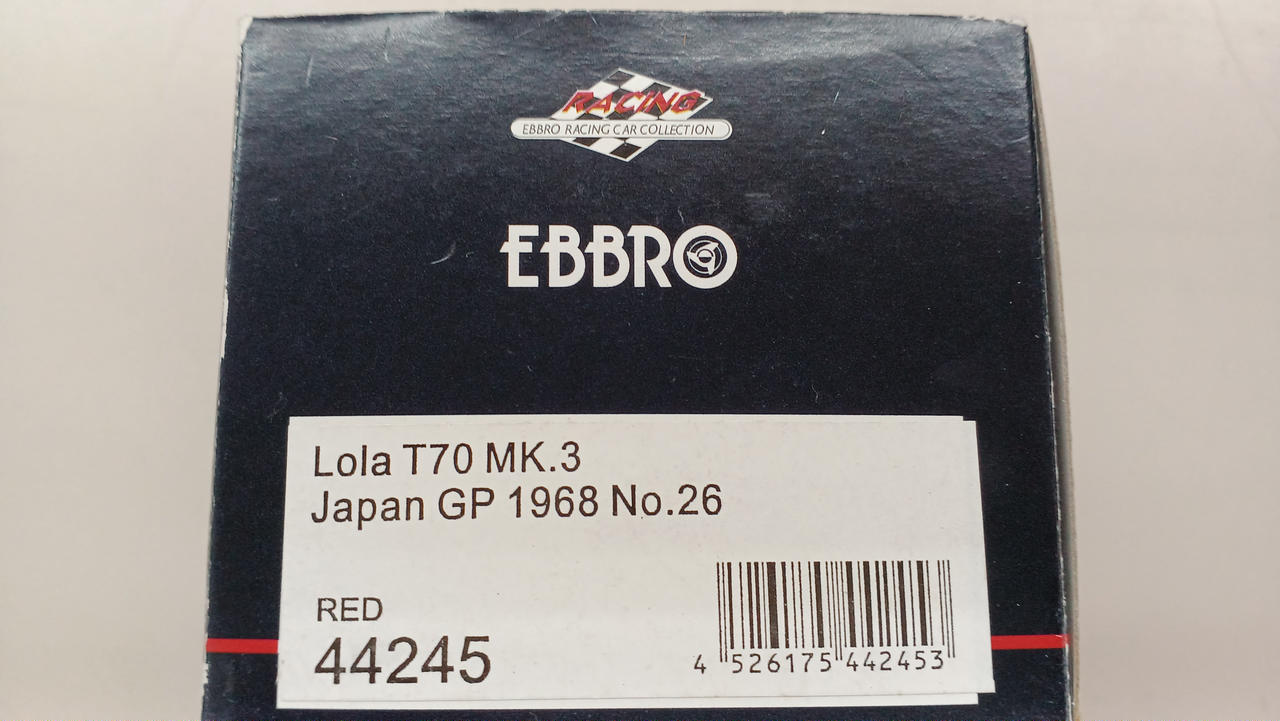 RACING
EBBRO RACING CAR COLLECTION
EBBRO
Lola T70 MK.3
Japan GP 1968 No.26
RED
44245
4 526175 442453